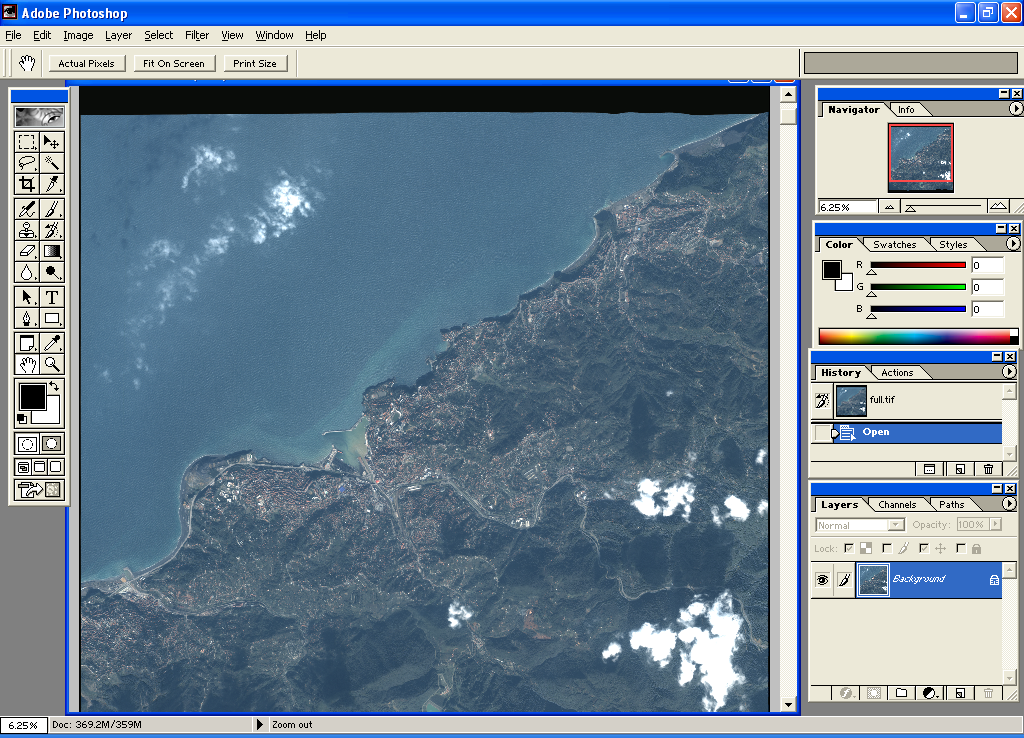 Adobe Photoshop
File Edit Image Layer Select Filter View Window Help
Actual Pixels Fit On Screen Print Size
Navigator Info
6.25%
Color Swatches Styles
R 0
G 0
B 0
T
History Actions
full.tif
Open
Layers Channels Paths
Normal Opacity: 100%
Lock:
Background
6.25% Doc: 369.2M/359M Zoom out